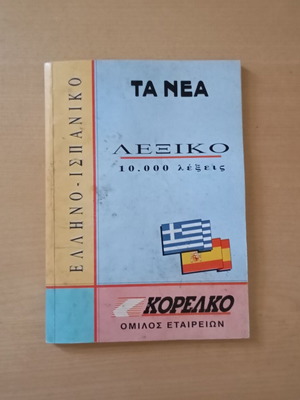 ΕΛΛΗΝΟ-ΙΣΠΑΝΙΚΟ
ΤΑ ΝΕΑ
ΛΕΞΙΚΟ
10.000 λέξεις
ΚΟΡΕΛΚΟ
ΟΜΙΛΟΣ ΕΤΑΙΡΕΙΩΝ